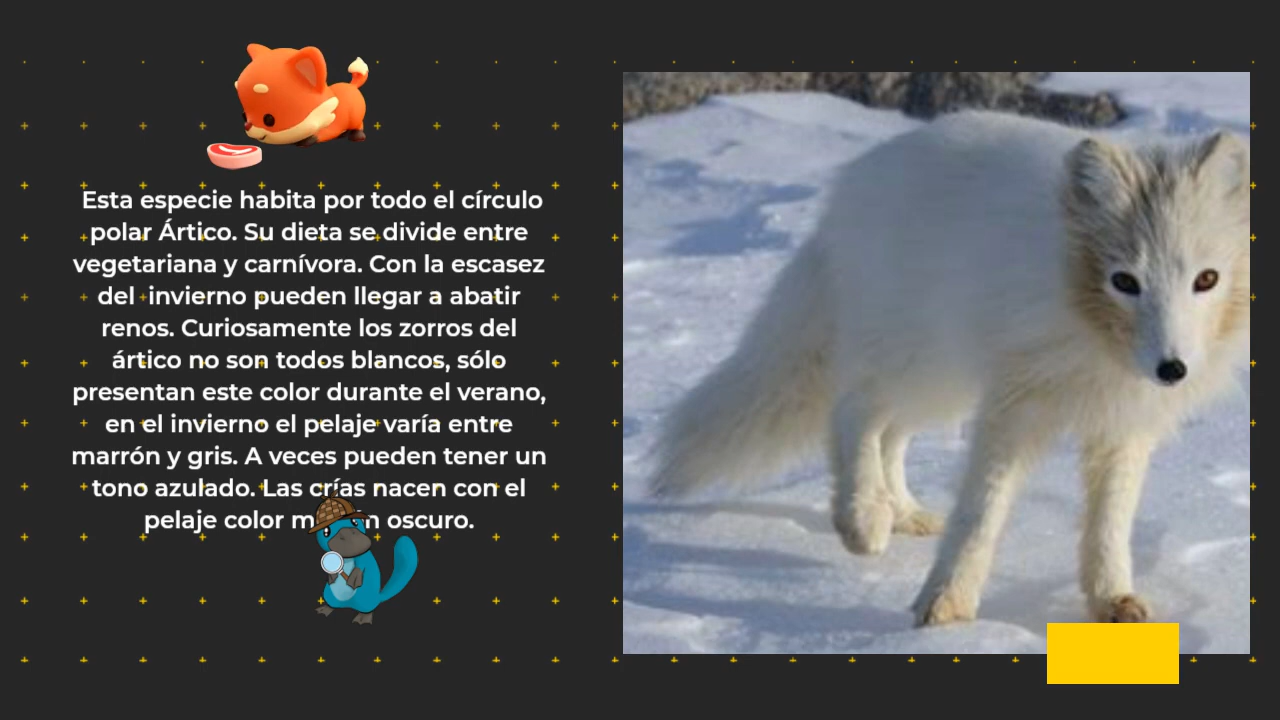 Esta especie habita por todo el círculo
polar Ártico. Su dieta se divide entre
vegetariana y carnívora. Con la escasez
del invierno pueden llegar a abatir
renos. Curiosamente los zorros del
ártico no son todos blancos, sólo
presentan este color durante el verano,
en el invierno el pelaje varía entre
marrón y gris. A veces pueden tener un
tono azulado. Las crías nacen con el
pelaje color oscuro.